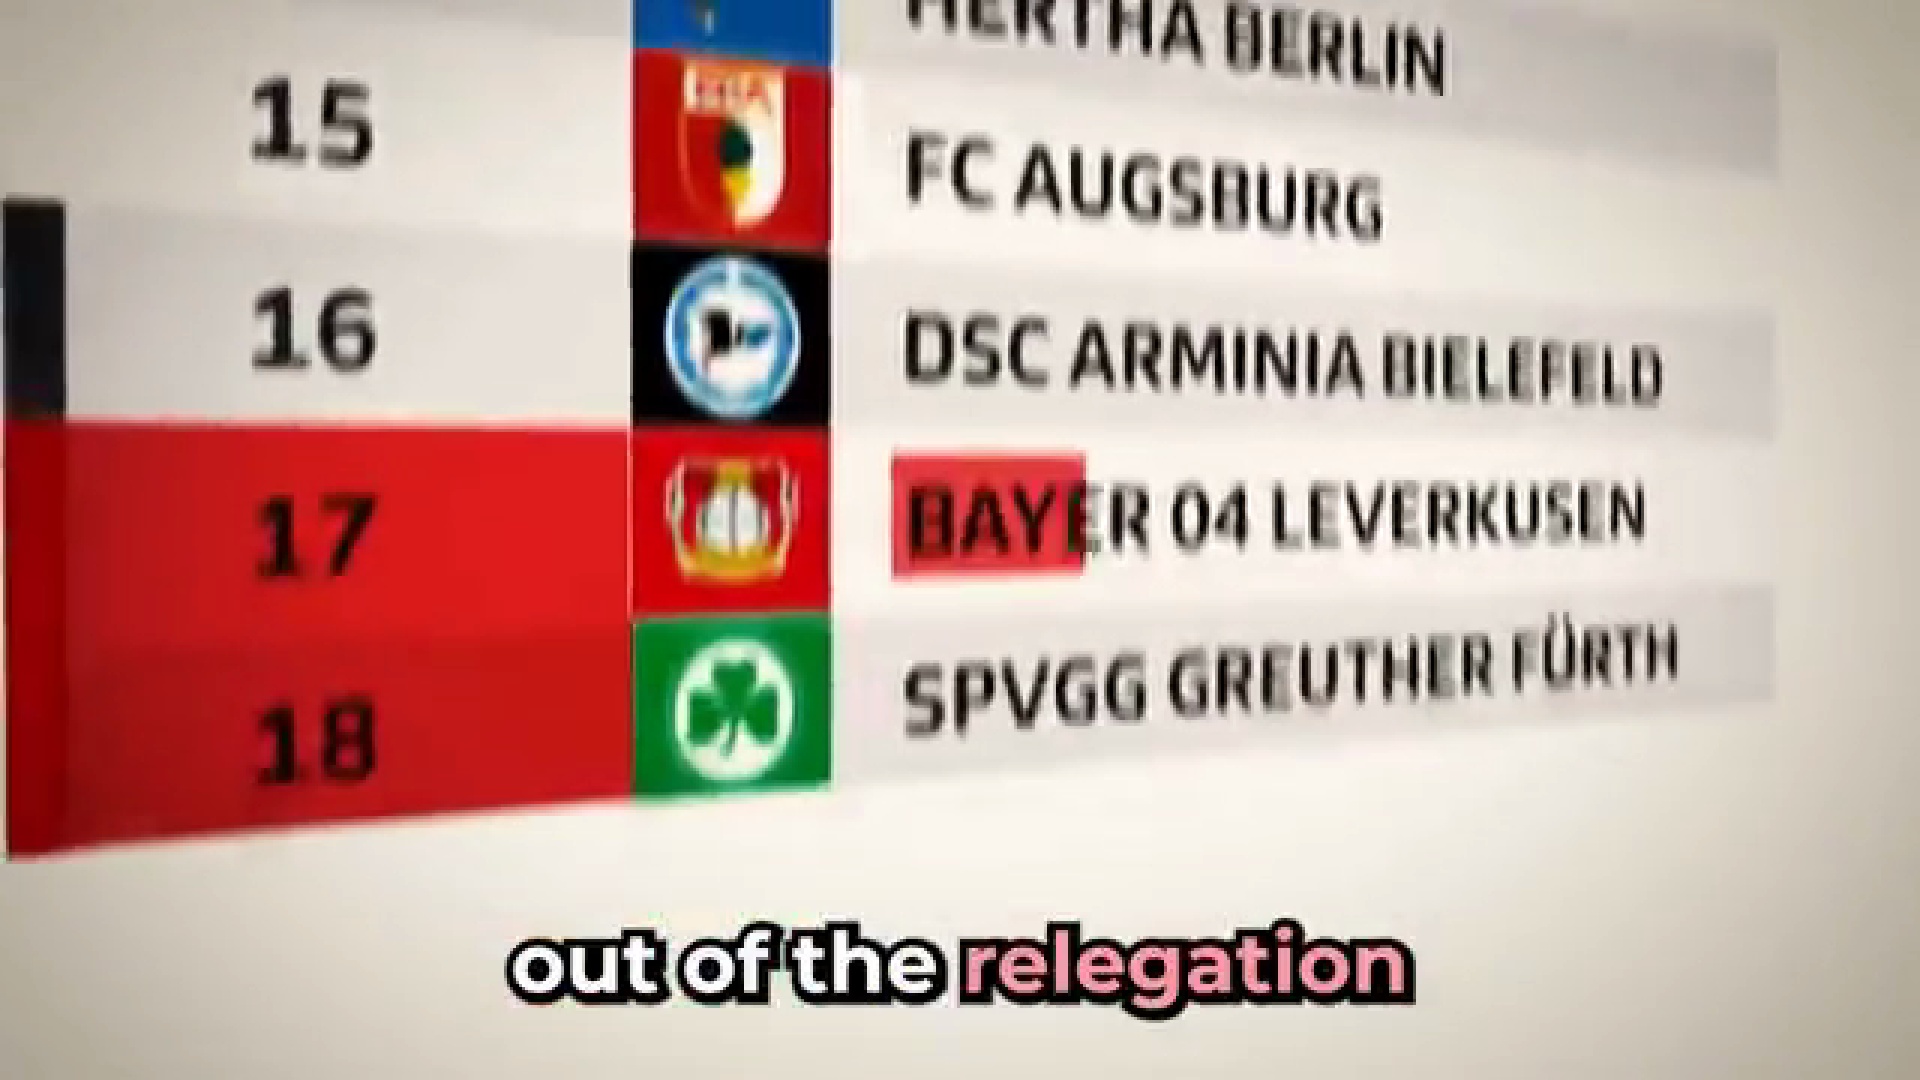 HERTHA BERLIN
15 FC AUGSBURG
16 DSC ARMINIA BIELEFELD
17 BAYER 04 LEVERKUSEN
18 SPVGG GREUTHER FÜRTH
out of the relegation